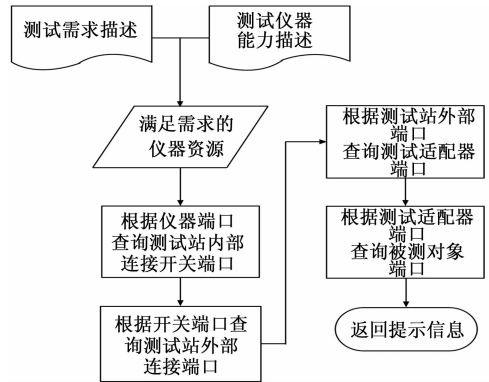 测试需求描述
测试仪器
能力描述
满足需求的
仪器资源
根据仪器端口
查询测试站内部
连接开关端口
根据开关端口查
询测试站外部
连接端口
根据测试站外部
端口
查询测试适配器
端口
根据测试适配器
端口
查询被测对象
端口
返回提示信息